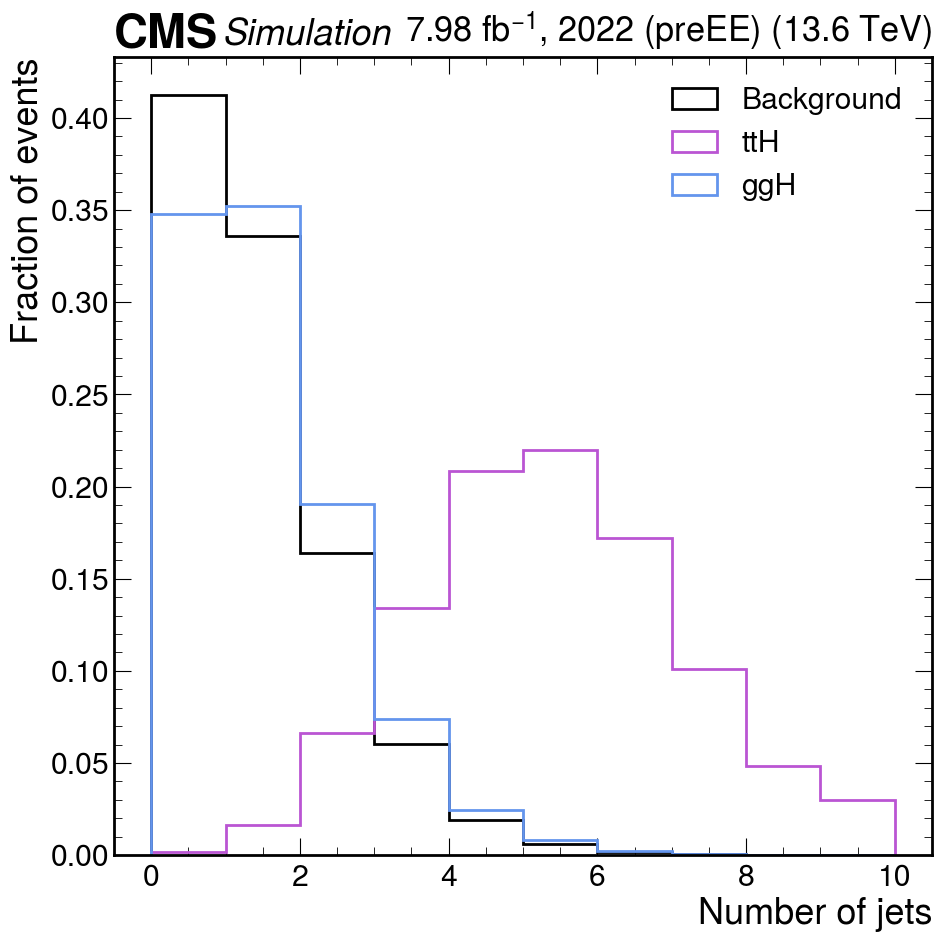 CMS Simulation 7.98 fb⁻¹, 2022 (preEE) (13.6 TeV)
Fraction of events
0.40
0.35
0.30
0.25
0.20
0.15
0.10
0.05
0.00
Background
ttH
ggH
0 2 4 6 8 10
Number of jets